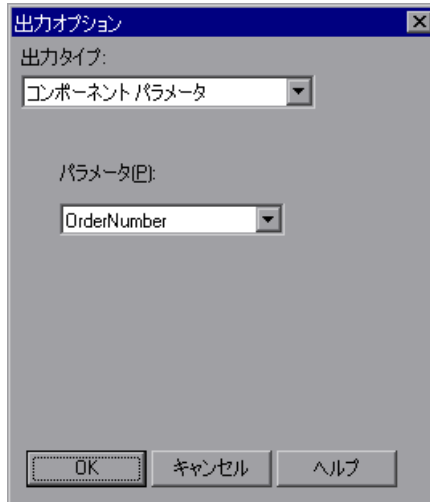 出力オプション
出力タイプ:
コンポーネント パラメータ
パラメータ(P):
OrderNumber
OK キャンセル ヘルプ